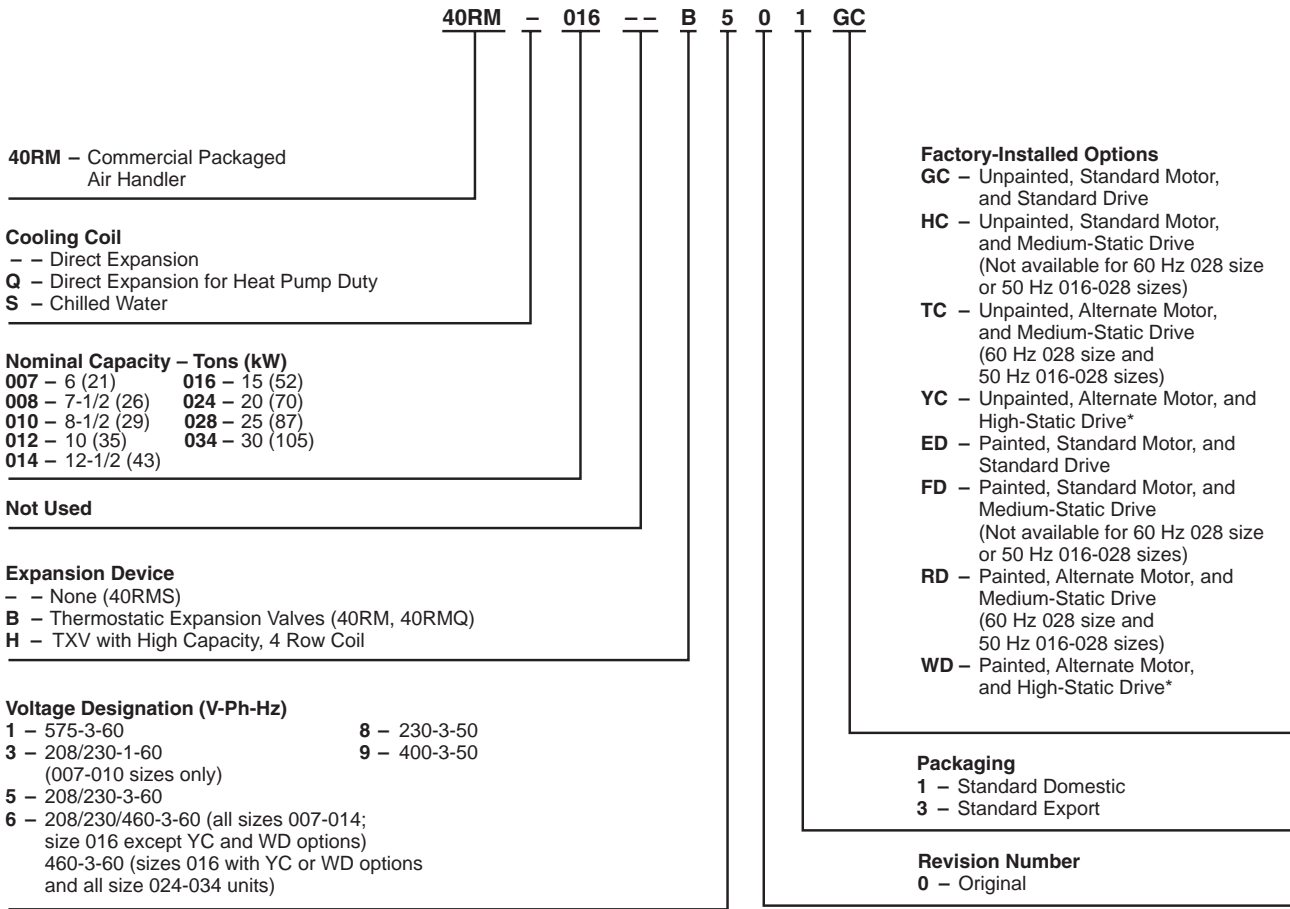 40RM – 016 – – B 5 0 1 GC
40RM – Commercial Packaged
Air Handler
Cooling Coil
– – Direct Expansion
Q – Direct Expansion for Heat Pump Duty
S – Chilled Water
Nominal Capacity – Tons (kW)
007 – 6 (21) 016 – 15 (52)
008 – 7-1/2 (26) 024 – 20 (70)
010 – 8-1/2 (29) 028 – 25 (87)
012 – 10 (35) 034 – 30 (105)
014 – 12-1/2 (43)
Not Used
Expansion Device
– – None (40RMS)
B – Thermostatic Expansion Valves (40RM, 40RMQ)
H – TXV with High Capacity, 4 Row Coil
Voltage Designation (V-Ph-Hz)
1 – 575-3-60 8 – 230-3-50
3 – 208/230-1-60 9 – 400-3-50
(007-010 sizes only)
5 – 208/230-3-60
6 – 208/230/460-3-60 (all sizes 007-014;
size 016 except YC and WD options)
460-3-60 (sizes 016 with YC or WD options
and all size 024-034 units)
Factory-Installed Options
GC – Unpainted, Standard Motor,
and Standard Drive
HC – Unpainted, Standard Motor,
and Medium-Static Drive
(Not available for 60 Hz 028 size
or 50 Hz 016-028 sizes)
TC – Unpainted, Alternate Motor,
and Medium-Static Drive
(60 Hz 028 size and
50 Hz 016-028 sizes)
YC – Unpainted, Alternate Motor, and
High-Static Drive*
ED – Painted, Standard Motor, and
Standard Drive
FD – Painted, Standard Motor, and
Medium-Static Drive
(Not available for 60 Hz 028 size
or 50 Hz 016-028 sizes)
RD – Painted, Alternate Motor, and
Medium-Static Drive
(60 Hz 028 size and
50 Hz 016-028 sizes)
WD – Painted, Alternate Motor,
and High-Static Drive*
Packaging
1 – Standard Domestic
3 – Standard Export
Revision Number
0 – Original